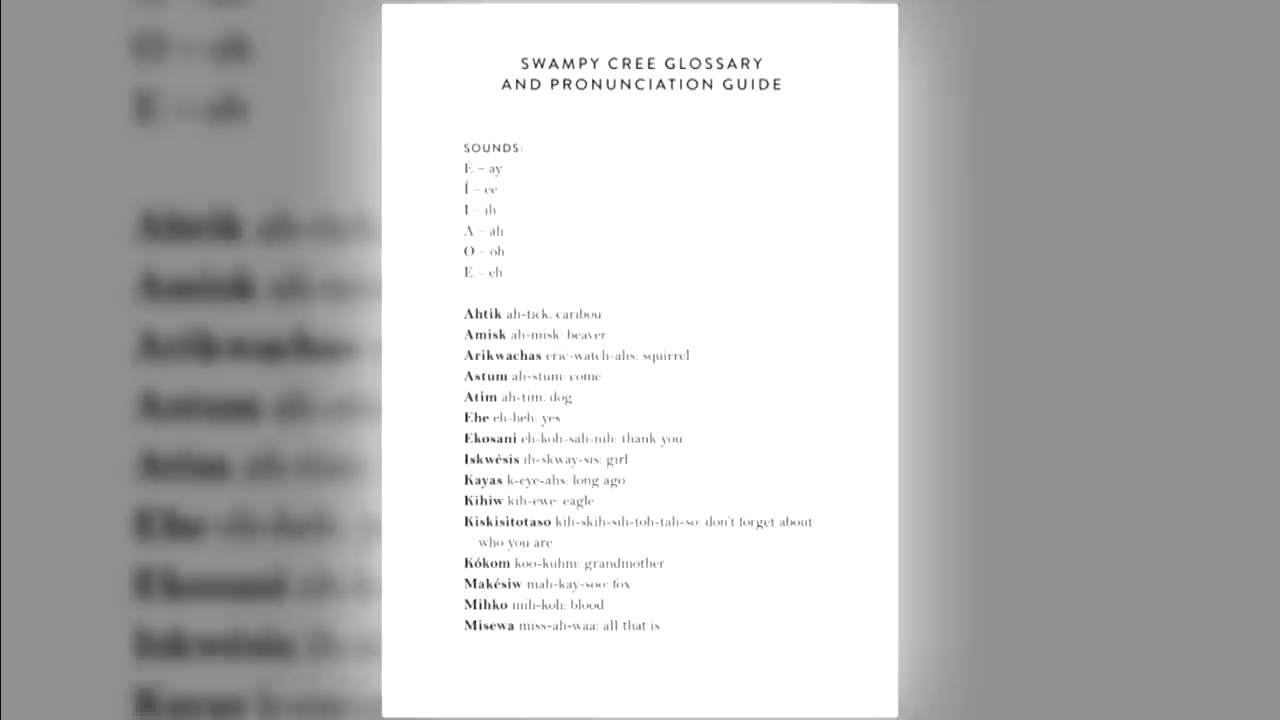 SWAMPY CREE GLOSSARY
AND PRONUNCIATION GUIDE
SOUNDS:
É – ay
Í – ee
I – ih
A – ah
O – oh
E – eh
Ahtik ah-tick: caribou
Amisk ah-misk: beaver
Arikwachas eric-watch-ahs: squirrel
Astum ah-stum: come
Atim ah-tim: dog
Ehe eh-heh: yes
Ekosani eh-koh-sah-nih: thank you
Iskwésis ih-skway-sis: girl
Kayas k-eye-ahs: long ago
Kihiw kih-ewe: eagle
Kiskisitotaso kih-skih-sih-toh-tah-so: don't forget about
who you are
Kókom koo-kuhm: grandmother
Makésiw mah-kay-soo: fox
Mihko mih-koh: blood
Misewa miss-ah-waa: all that is